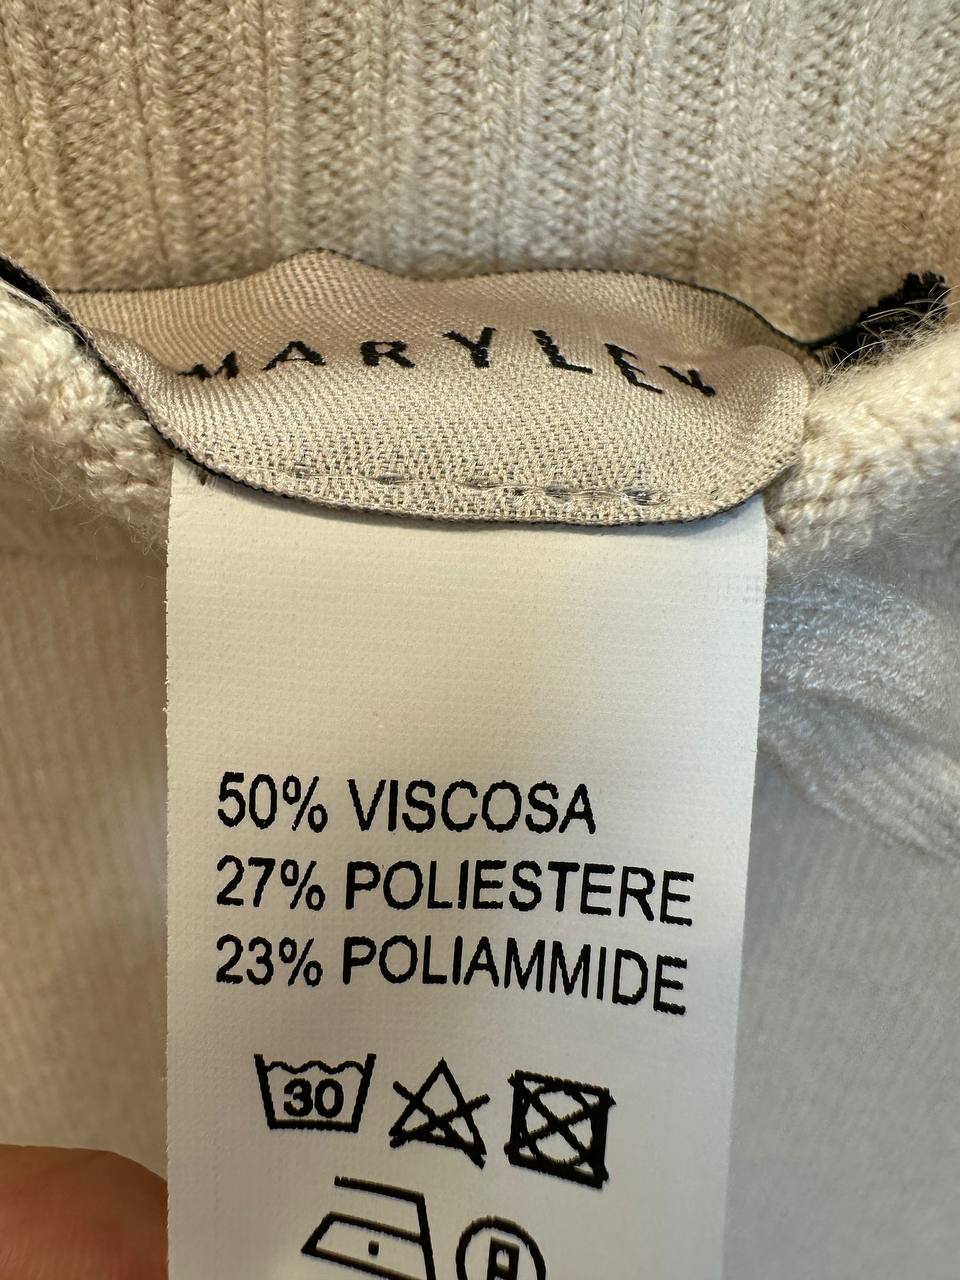 MARYLEY
50% VISCOSA
27% POLIESTERE
23% POLIAMMIDE
30